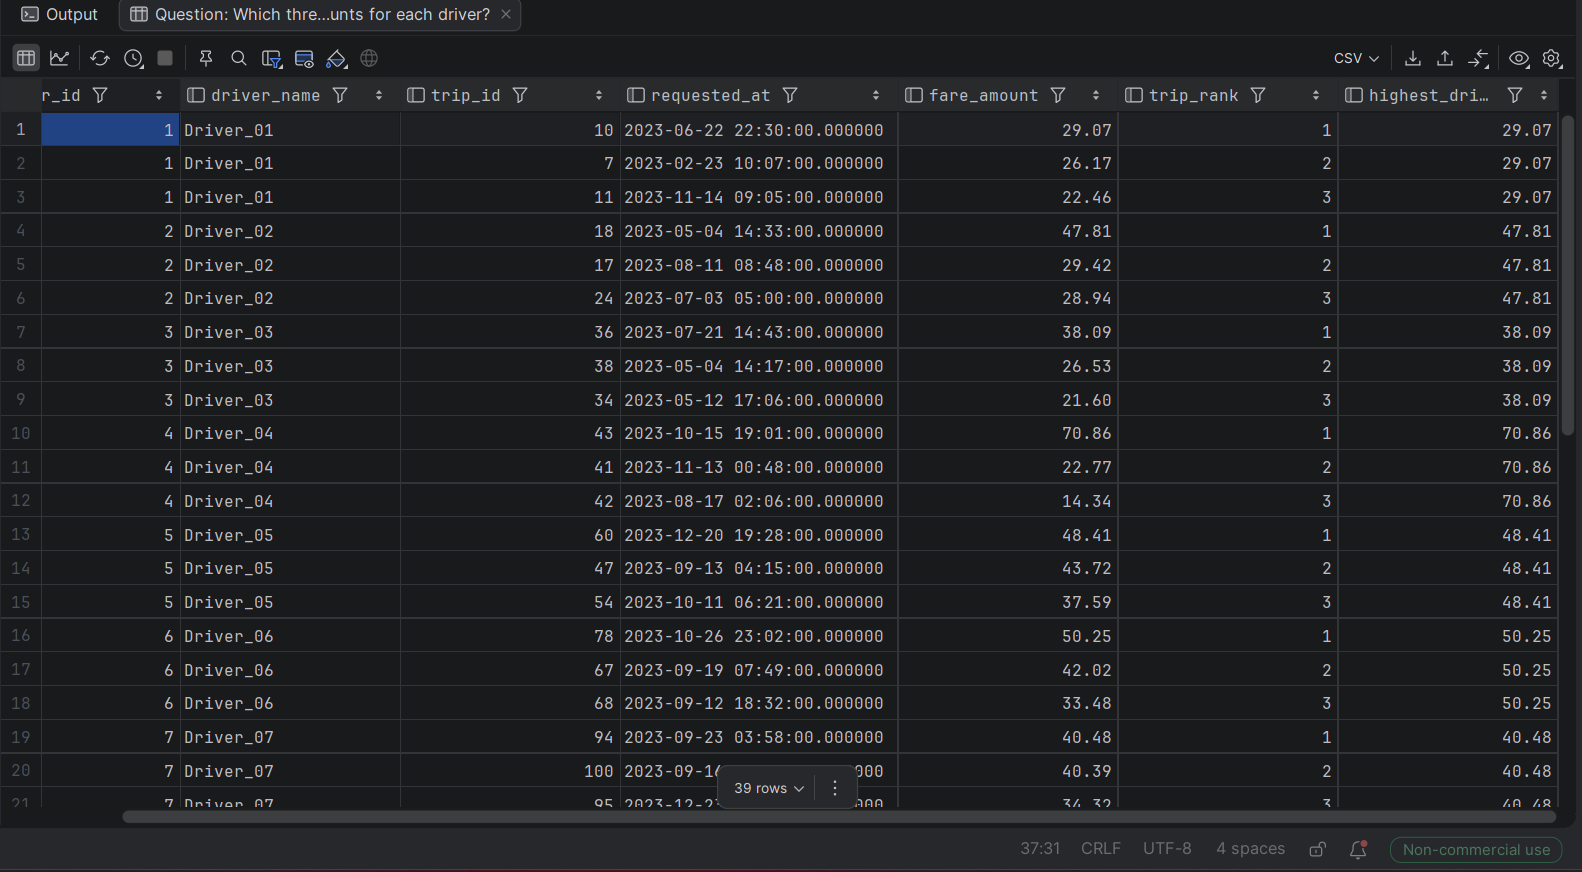 Output Question: Which thre...unts for each driver?
CSV
r_id driver_name trip_id requested_at fare_amount trip_rank highest_dri...
1 1 Driver_01 10 2023-06-22 22:30:00.000000 29.07 1 29.07
2 1 Driver_01 7 2023-02-23 10:07:00.000000 26.17 2 29.07
3 1 Driver_01 11 2023-11-14 09:05:00.000000 22.46 3 29.07
4 2 Driver_02 18 2023-05-04 14:33:00.000000 47.81 1 47.81
5 2 Driver_02 17 2023-08-11 08:48:00.000000 29.42 2 47.81
6 2 Driver_02 24 2023-07-03 05:00:00.000000 28.94 3 47.81
7 3 Driver_03 36 2023-07-21 14:43:00.000000 38.09 1 38.09
8 3 Driver_03 38 2023-05-04 14:17:00.000000 26.53 2 38.09
9 3 Driver_03 34 2023-05-12 17:06:00.000000 21.60 3 38.09
10 4 Driver_04 43 2023-10-15 19:01:00.000000 70.86 1 70.86
11 4 Driver_04 41 2023-11-13 00:48:00.000000 22.77 2 70.86
12 4 Driver_04 42 2023-08-17 02:06:00.000000 14.34 3 70.86
13 5 Driver_05 60 2023-12-20 19:28:00.000000 48.41 1 48.41
14 5 Driver_05 47 2023-09-13 04:15:00.000000 43.72 2 48.41
15 5 Driver_05 54 2023-10-11 06:21:00.000000 37.59 3 48.41
16 6 Driver_06 78 2023-10-26 23:02:00.000000 50.25 1 50.25
17 6 Driver_06 67 2023-09-19 07:49:00.000000 42.02 2 50.25
18 6 Driver_06 68 2023-09-12 18:32:00.000000 33.48 3 50.25
19 7 Driver_07 94 2023-09-23 03:58:00.000000 40.48 1 40.48
20 7 Driver_07 100 2023-09-16 000 40.39 2 40.48
21 7 Driver_07 95 2023-12-2 000 34.32 3 40.48
39 rows
37:31 CRLF UTF-8 4 spaces Non-commercial use